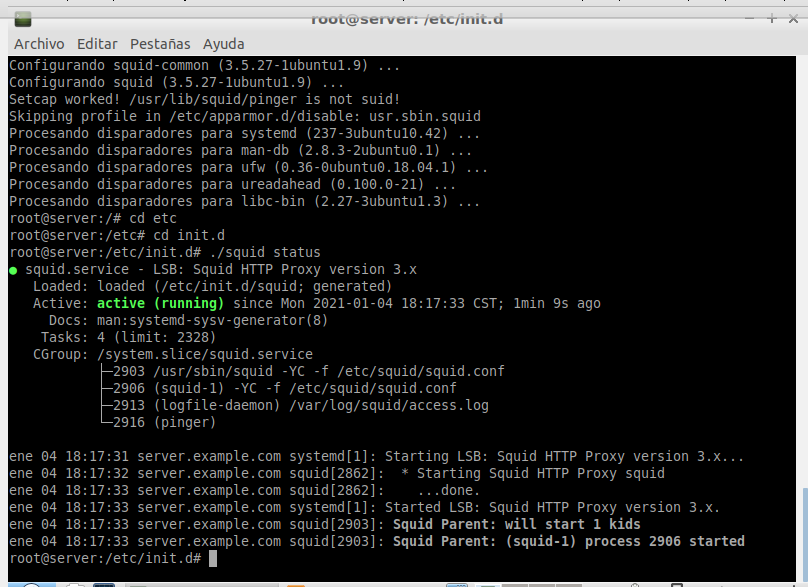 root@server: /etc/init.d
Archivo Editar Pestañas Ayuda
Configurando squid-common (3.5.27-1ubuntu1.9) ...
Configurando squid (3.5.27-1ubuntu1.9) ...
Setcap worked! /usr/lib/squid/pinger is not suid!
Skipping profile in /etc/apparmor.d/disable: usr.sbin.squid
Procesando disparadores para systemd (237-3ubuntu10.42) ...
Procesando disparadores para man-db (2.8.3-2ubuntu0.1) ...
Procesando disparadores para ufw (0.36-0ubuntu0.18.04.1) ...
Procesando disparadores para ureadahead (0.100.0-21) ...
Procesando disparadores para libc-bin (2.27-3ubuntu1.3) ...
root@server:/# cd etc
root@server:/etc# cd init.d
root@server:/etc/init.d# ./squid status
● squid.service - LSB: Squid HTTP Proxy version 3.x
   Loaded: loaded (/etc/init.d/squid; generated)
   Active: active (running) since Mon 2021-01-04 18:17:33 CST; 1min 9s ago
     Docs: man:systemd-sysv-generator(8)
    Tasks: 4 (limit: 2328)
   CGroup: /system.slice/squid.service
           ├─2903 /usr/sbin/squid -YC -f /etc/squid/squid.conf
           ├─2906 (squid-1) -YC -f /etc/squid/squid.conf
           ├─2913 (logfile-daemon) /var/log/squid/access.log
           └─2916 (pinger)
ene 04 18:17:31 server.example.com systemd[1]: Starting LSB: Squid HTTP Proxy version 3.x...
ene 04 18:17:32 server.example.com squid[2862]:  * Starting Squid HTTP Proxy squid
ene 04 18:17:33 server.example.com squid[2862]:    ...done.
ene 04 18:17:33 server.example.com systemd[1]: Started LSB: Squid HTTP Proxy version 3.x.
ene 04 18:17:33 server.example.com squid[2903]: Squid Parent: will start 1 kids
ene 04 18:17:33 server.example.com squid[2903]: Squid Parent: (squid-1) process 2906 started
root@server:/etc/init.d#